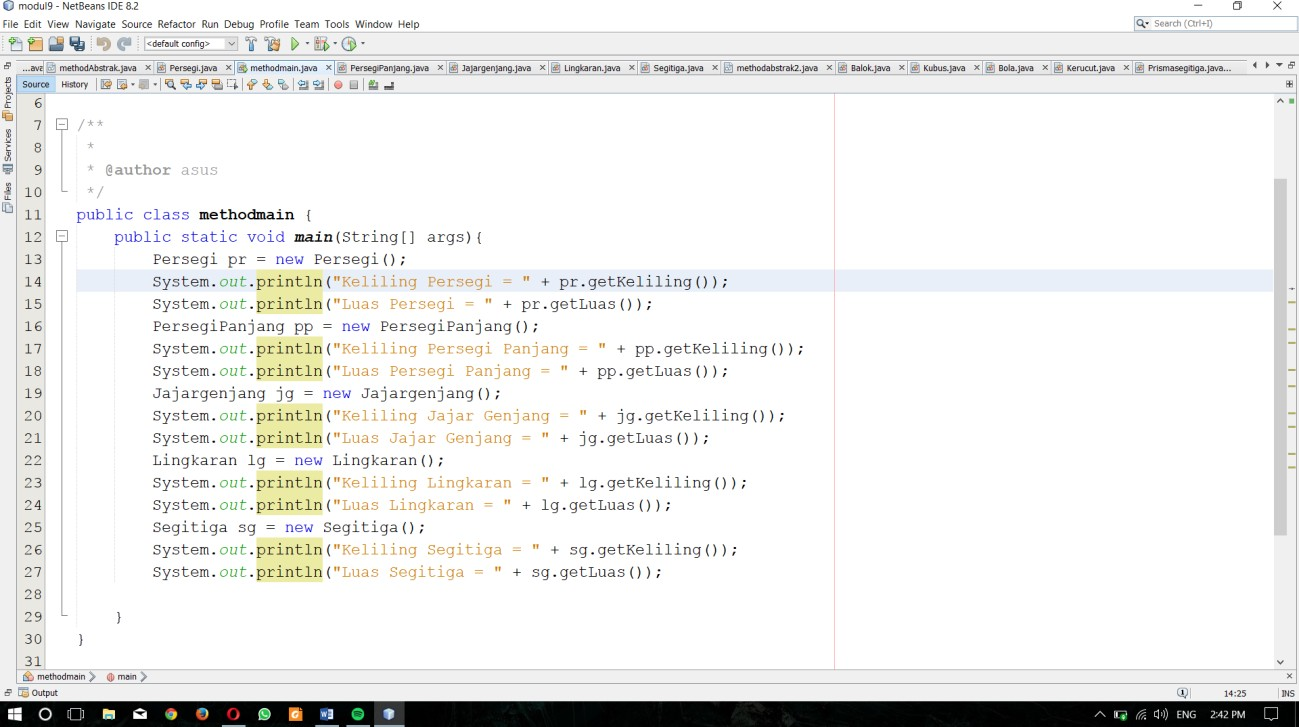 modul9 - NetBeans IDE 8.2
File Edit View Navigate Source Refactor Run Debug Profile Team Tools Window Help
Search (Ctrl+I)
<default config>
...ave methodAbstrak.java Persegi.java methodmain.java PersegiPanjang.java Jajargenjang.java Lingkaran.java Segitiga.java methodabstrak2.java Balok.java Kubus.java Bola.java Kerucut.java Prismasegitiga.java...
Source History
Projects
Services
Files
6
7 /**
8 *
9 * @author asus
10 */
11 public class methodmain {
12 public static void main(String[] args){
13 Persegi pr = new Persegi();
14 System.out.println("Keliling Persegi = " + pr.getKeliling());
15 System.out.println("Luas Persegi = " + pr.getLuas());
16 PersegiPanjang pp = new PersegiPanjang();
17 System.out.println("Keliling Persegi Panjang = " + pp.getKeliling());
18 System.out.println("Luas Persegi Panjang = " + pp.getLuas());
19 Jajargenjang jg = new Jajargenjang();
20 System.out.println("Keliling Jajar Genjang = " + jg.getKeliling());
21 System.out.println("Luas Jajar Genjang = " + jg.getLuas());
22 Lingkaran lg = new Lingkaran();
23 System.out.println("Keliling Lingkaran = " + lg.getKeliling());
24 System.out.println("Luas Lingkaran = " + lg.getLuas());
25 Segitiga sg = new Segitiga();
26 System.out.println("Keliling Segitiga = " + sg.getKeliling());
27 System.out.println("Luas Segitiga = " + sg.getLuas());
28
29 }
30 }
31
methodmain main
Output
14:25 INS
ENG 2:42 PM